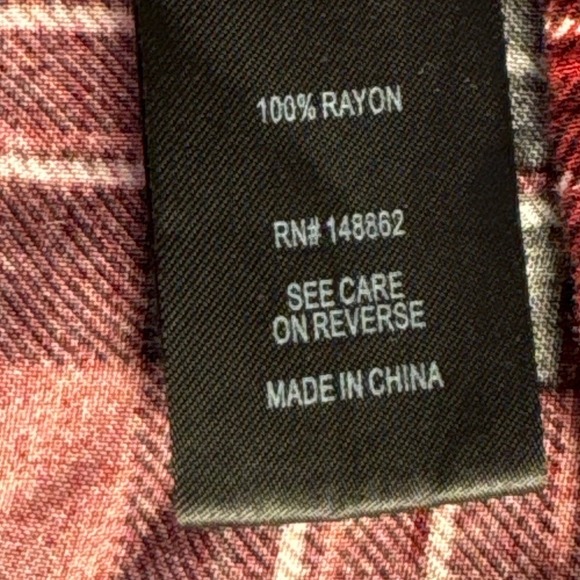 100% RAYON
RN# 148862
SEE CARE
ON REVERSE
MADE IN CHINA